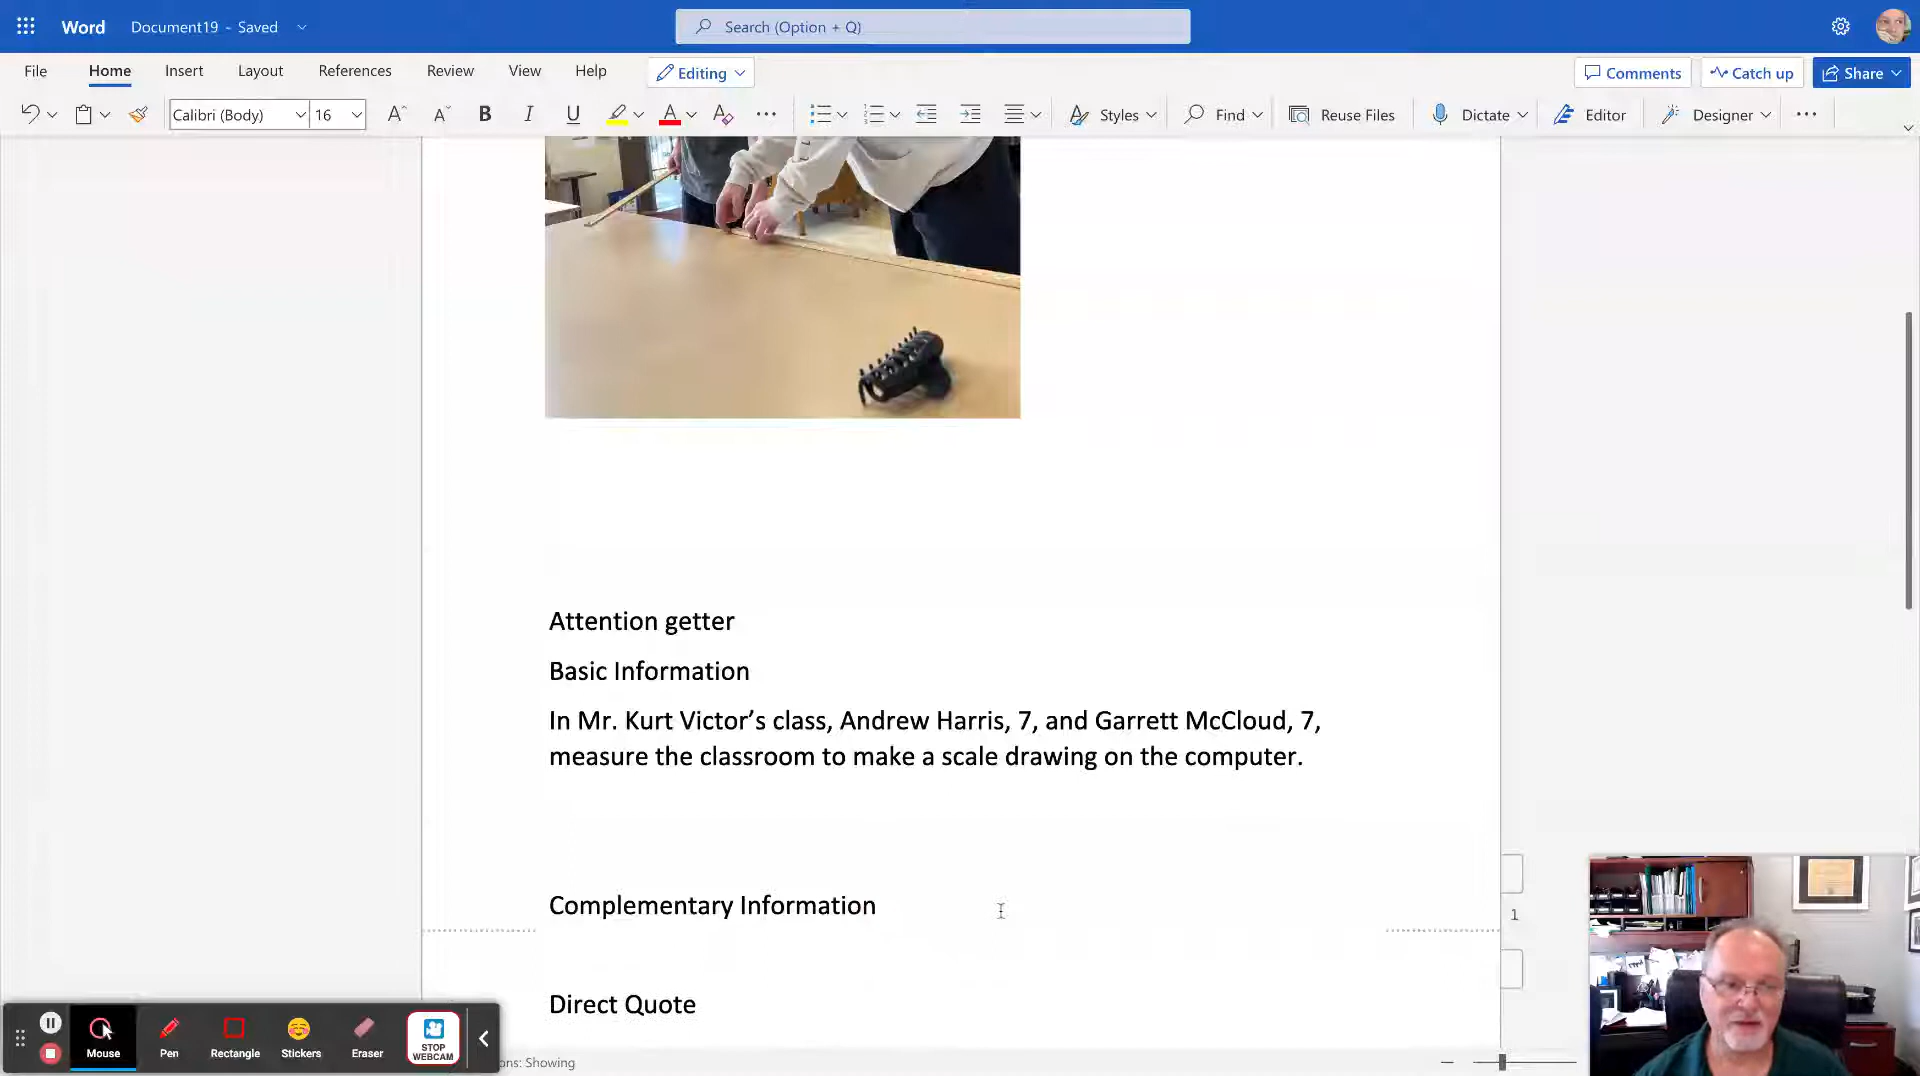 Word Document19 - Saved Search (Option + Q)
File Home Insert Layout References Review View Help Editing Comments Catch up Share
Calibri (Body) 16 B I U A Styles Find Reuse Files Dictate Editor Designer
Attention getter
Basic Information
In Mr. Kurt Victor’s class, Andrew Harris, 7, and Garrett McCloud, 7,
measure the classroom to make a scale drawing on the computer.
Complementary Information
1
Direct Quote
Mouse Pen Rectangle Stickers Eraser STOP
WEBCAM
ons: Showing